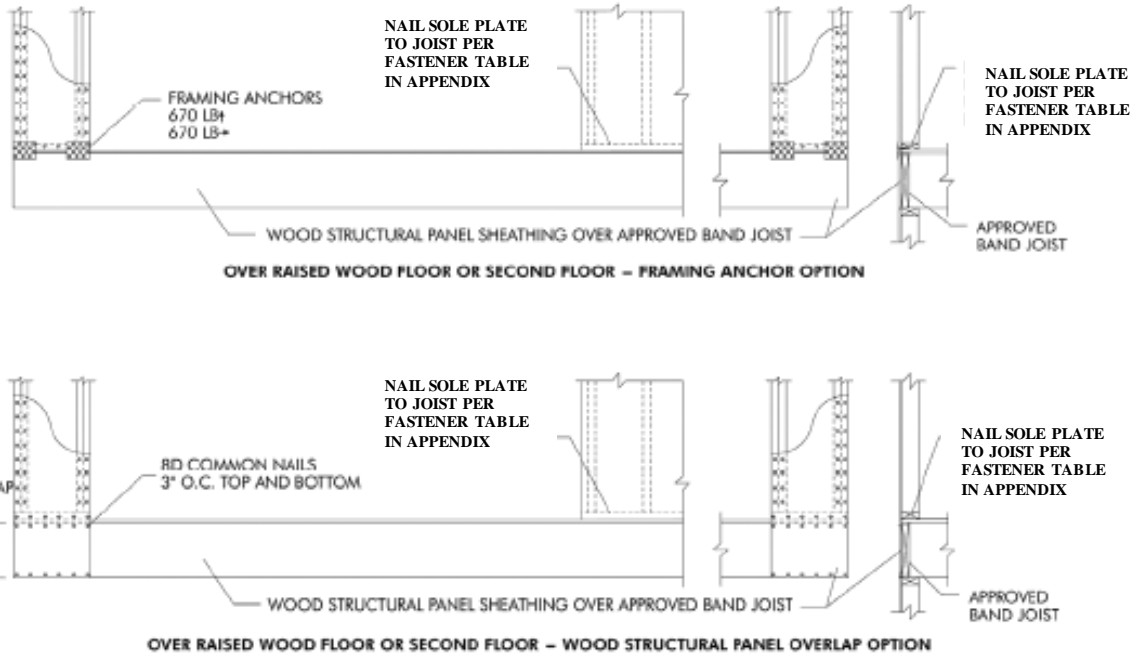 NAIL SOLE PLATE
TO JOIST PER
FASTENER TABLE
IN APPENDIX
NAIL SOLE PLATE
TO JOIST PER
FASTENER TABLE
IN APPENDIX
FRAMING ANCHORS
670 LB
670 LB
WOOD STRUCTURAL PANEL SHEATHING OVER APPROVED BAND JOIST
APPROVED
BAND JOIST
OVER RAISED WOOD FLOOR OR SECOND FLOOR – FRAMING ANCHOR OPTION
NAIL SOLE PLATE
TO JOIST PER
FASTENER TABLE
IN APPENDIX
NAIL SOLE PLATE
TO JOIST PER
FASTENER TABLE
IN APPENDIX
8D COMMON NAILS
3" O.C. TOP AND BOTTOM
WOOD STRUCTURAL PANEL SHEATHING OVER APPROVED BAND JOIST
APPROVED
BAND JOIST
OVER RAISED WOOD FLOOR OR SECOND FLOOR – WOOD STRUCTURAL PANEL OVERLAP OPTION